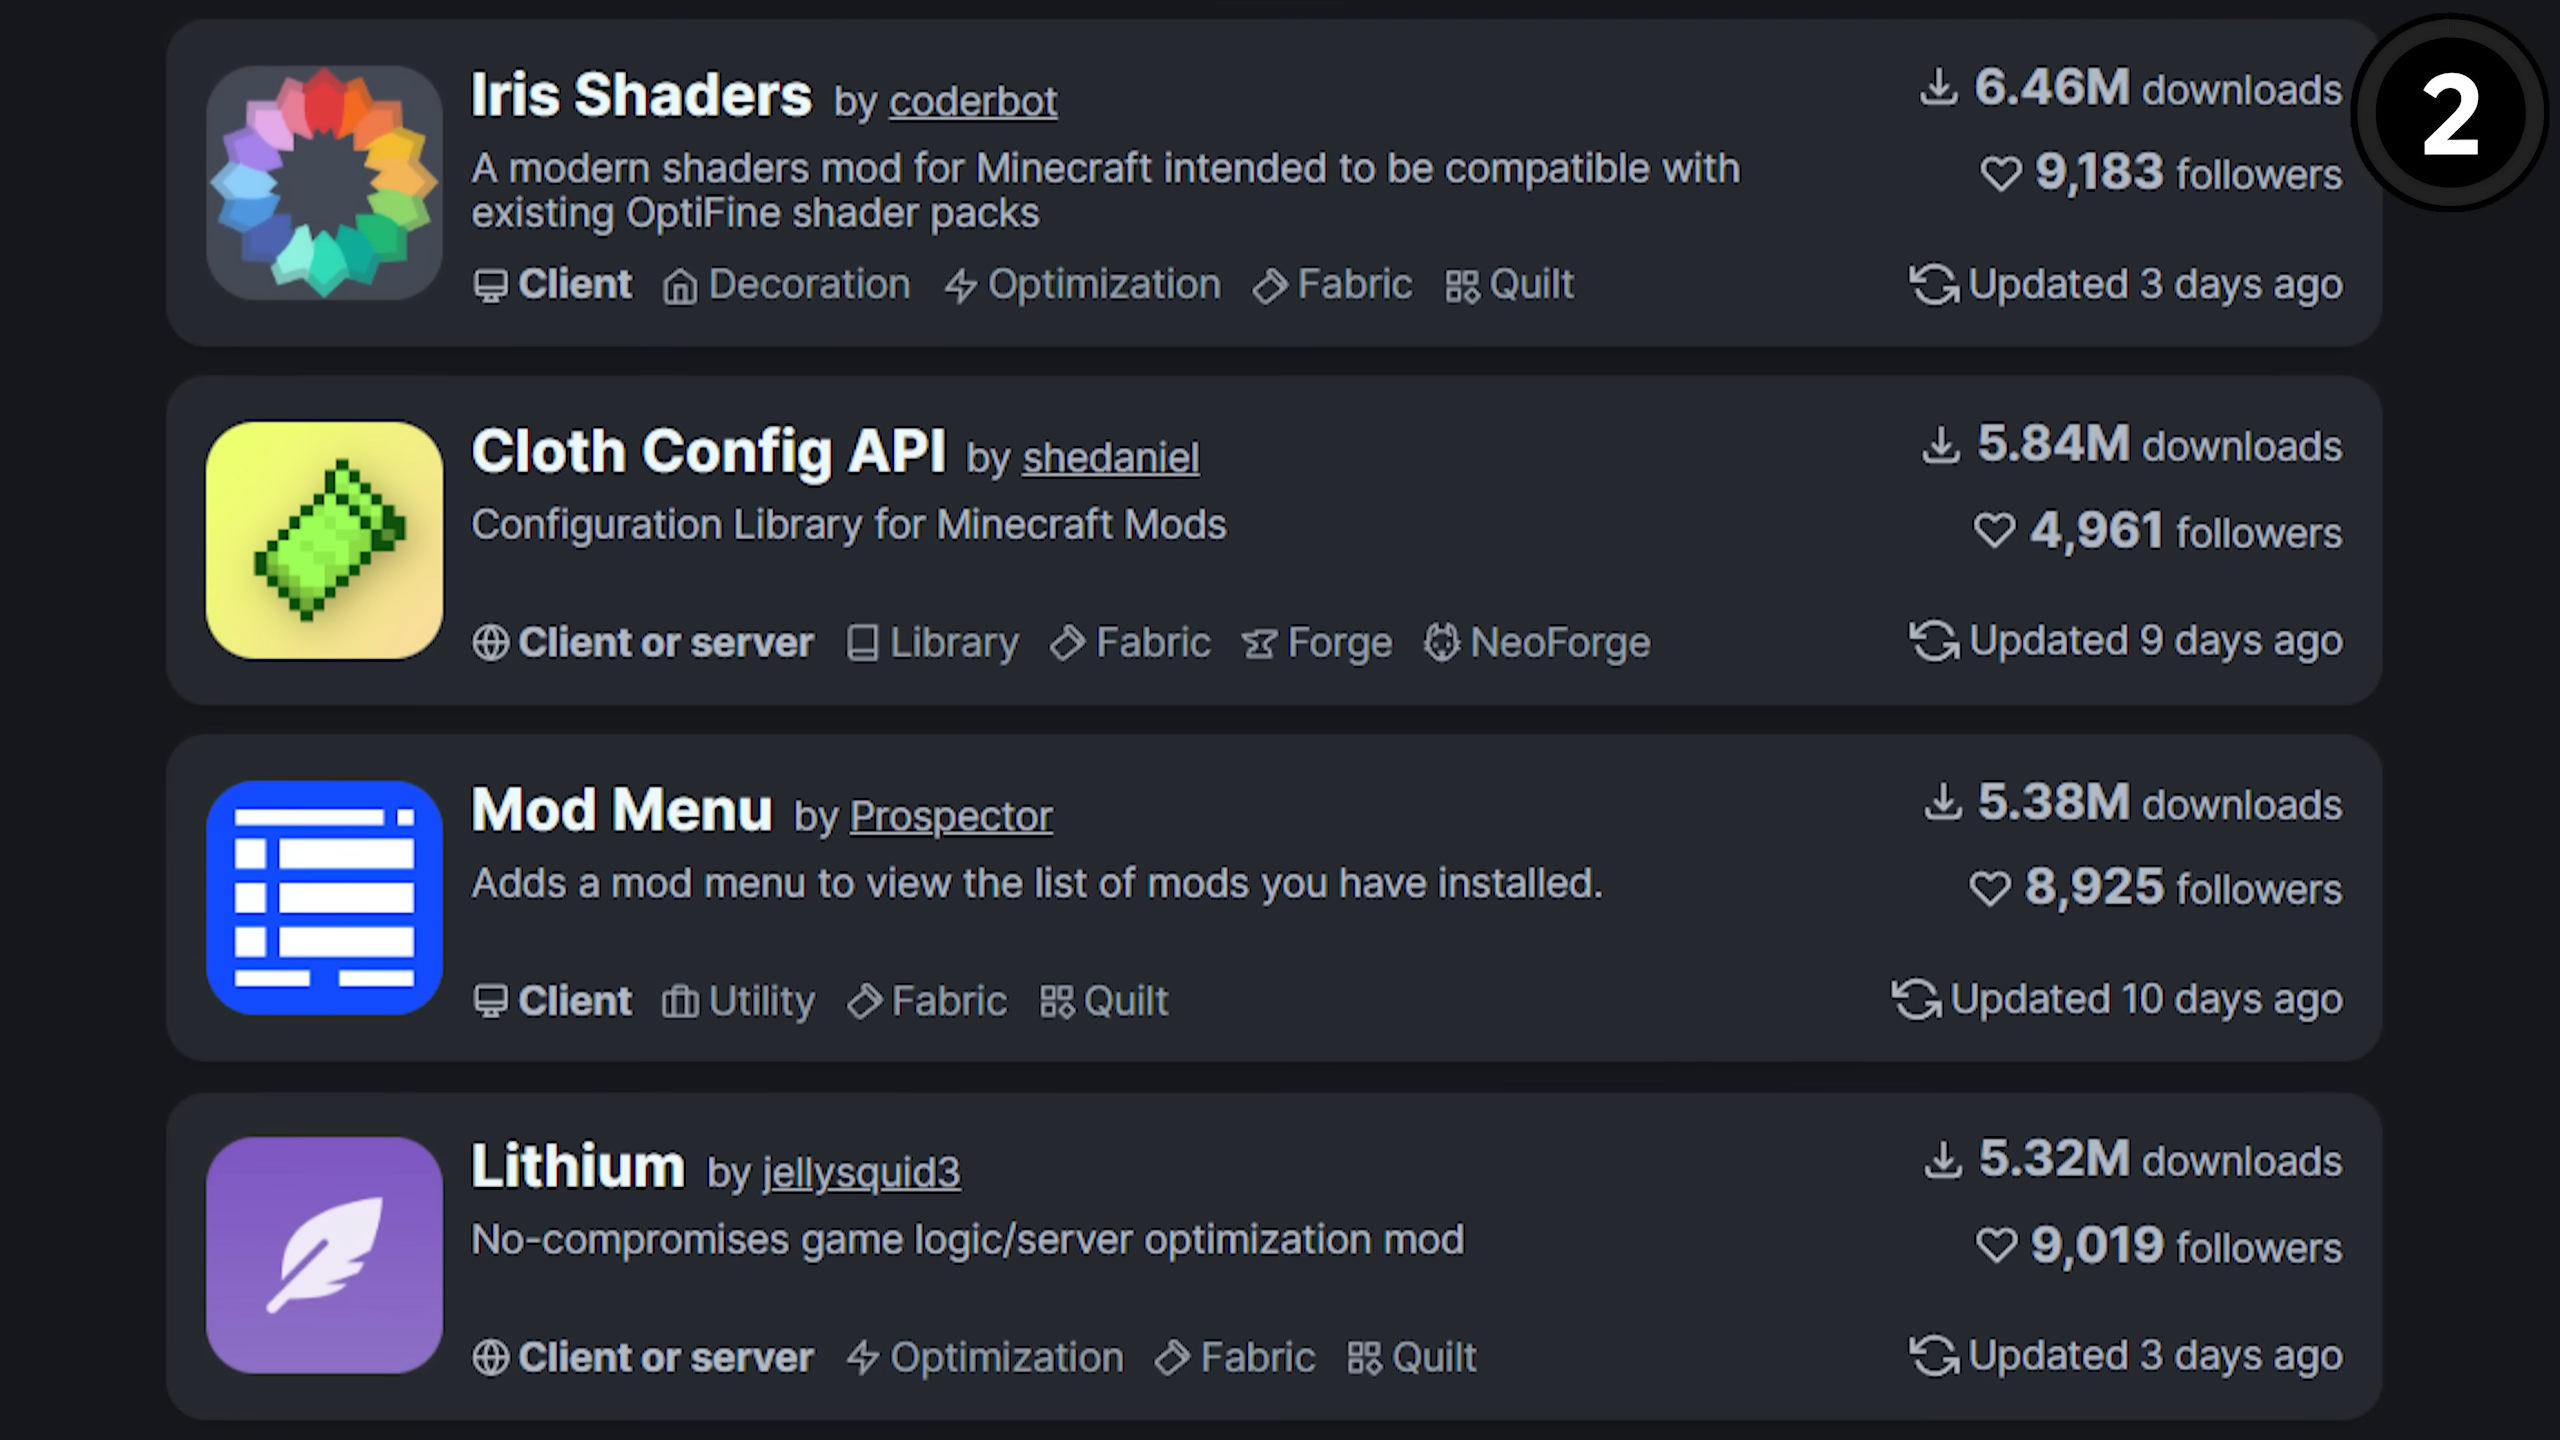 Iris Shaders by coderbot
6.46M downloads
2
A modern shaders mod for Minecraft intended to be compatible with
existing OptiFine shader packs
9,183 followers
Client Decoration Optimization Fabric Quilt
Updated 3 days ago
Cloth Config API by shedaniel
5.84M downloads
Configuration Library for Minecraft Mods
4,961 followers
Client or server Library Fabric Forge NeoForge
Updated 9 days ago
Mod Menu by Prospector
5.38M downloads
Adds a mod menu to view the list of mods you have installed.
8,925 followers
Client Utility Fabric Quilt
Updated 10 days ago
Lithium by jellysquid3
5.32M downloads
No-compromises game logic/server optimization mod
9,019 followers
Client or server Optimization Fabric Quilt
Updated 3 days ago